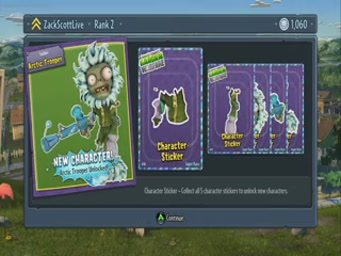 ZackScottLive · Rank 2
1,060
Arctic Trooper
NEW CHARACTER!
Arctic Trooper Unlocked!
Character
Sticker
Character
Sticker
Character Sticker - Collect all 5 character stickers to unlock new characters.
Continue